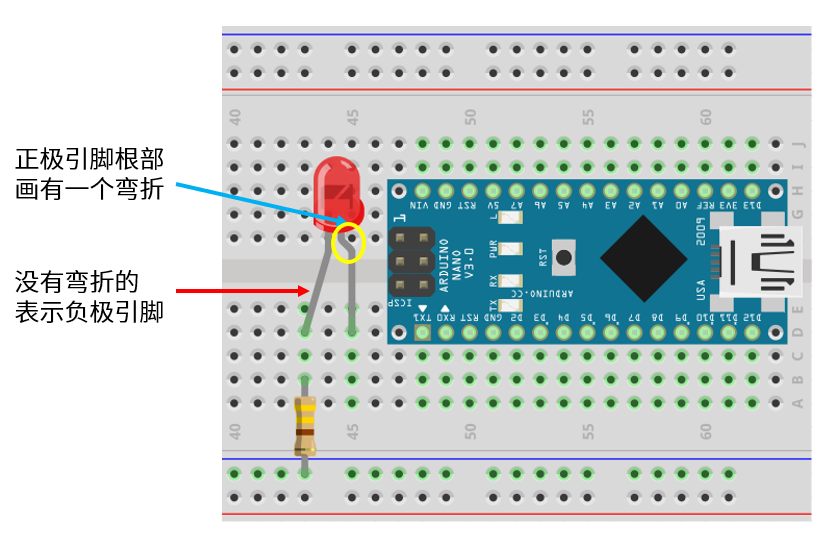 40
45
50
55
60
J
I
H
G
E
D
C
B
A
正极引脚根部
画有一个弯折
没有弯折的
表示负极引脚
VIN GND RST 5V A7 A6 A5 A4 A3 A2 A1 A0 REF 3V3 D13
1
L
PWR
RX
TX
RST
ARDUINO
NANO
V3.0
ICSP
ARDUINO.CC
2009
USA
TX1 RX0 RST GND D2 D3 D4 D5 D6 D7 D8 D9 D10 D11 D12
40
45
50
55
60